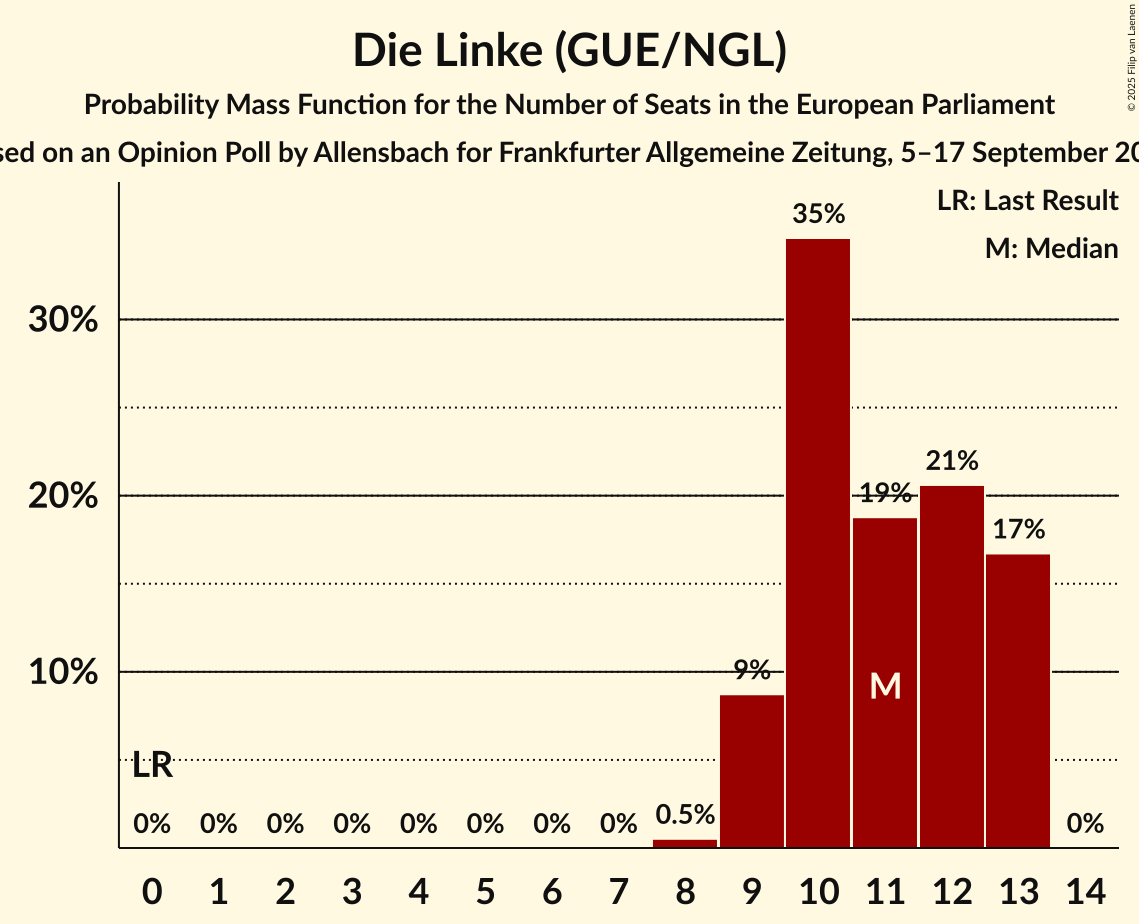 Die Linke (GUE/NGL)
Probability Mass Function for the Number of Seats in the European Parliament
on an Opinion Poll by Allensbach for Frankfurter Allgemeine Zeitung, 5–17 September
© 2025 Filip van Laenen
LR: Last Result
M: Median
30%
20%
10%
35%
21%
19%
17%
9%
M
LR
0.5%
0% 0% 0% 0% 0% 0% 0% 0% 0%
0 1 2 3 4 5 6 7 8 9 10 11 12 13 14